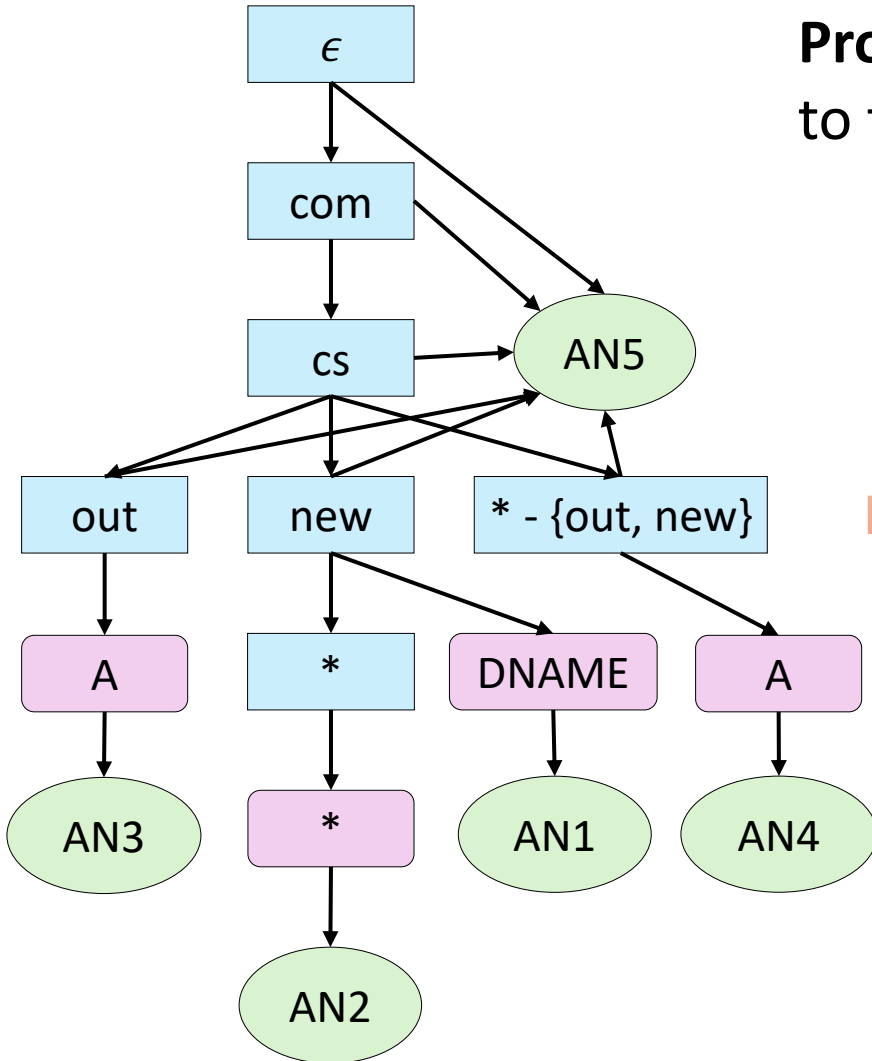 ϵ
Pro
to
com
cs
AN5
out
new
* - {out, new}
A
*
DNAME
A
AN3
*
AN1
AN4
AN2